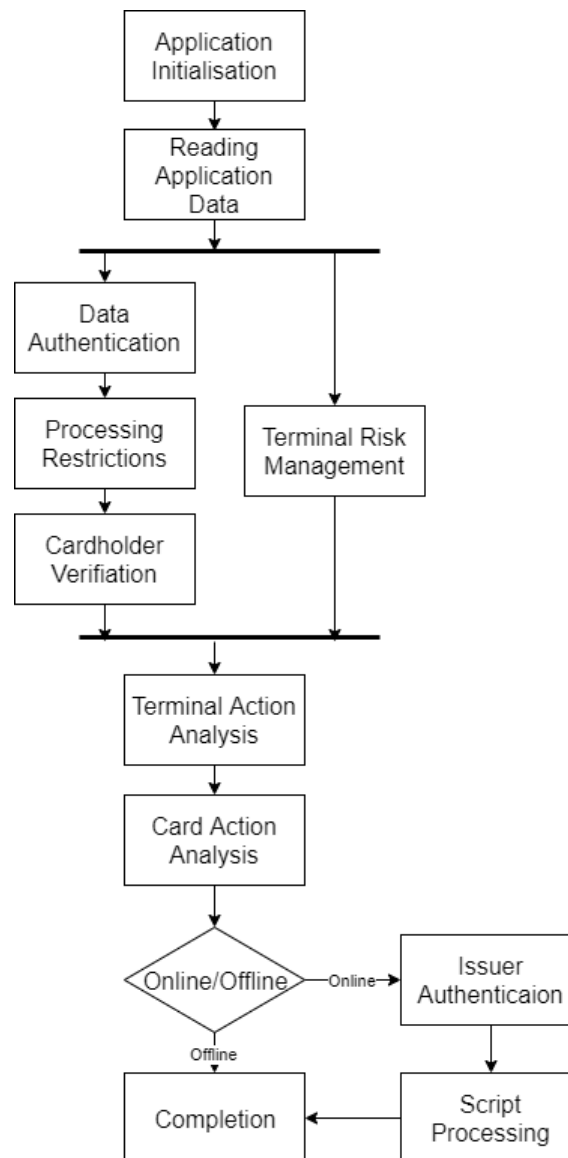 Application
Initialisation
Reading
Application
Data
Data
Authentication
Processing
Restrictions
Terminal Risk
Management
Cardholder
Verifiation
Terminal Action
Analysis
Card Action
Analysis
Online/Offline
Online
Issuer
Authenticaion
Offline
Completion
Script
Processing